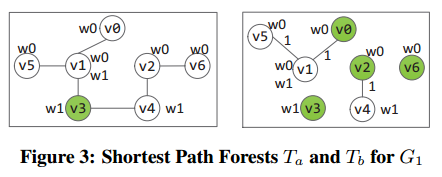 w0 v0
w0 w0 w0 w0
v5 v1 v2 v6
w1
w1 v3 v4 w1
w0 w0 v0
v5 1 1 w0 w0
w0 v1 v2 v6
w1 1
w1 v3 v4 w1
Figure 3: Shortest Path Forests Ta and Tb for G1